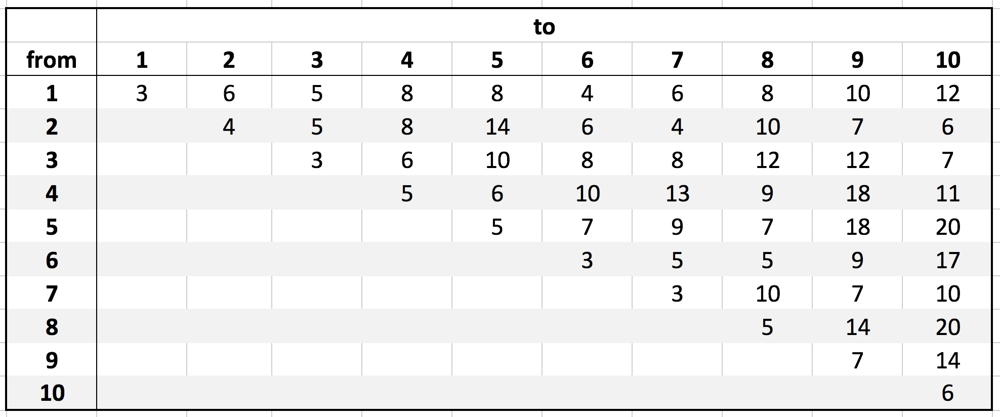 to
from 1 2 3 4 5 6 7 8 9 10
1 3 6 5 8 8 4 6 8 10 12
2 4 5 8 14 6 4 10 7 6
3 3 6 10 8 8 12 12 7
4 5 6 10 13 9 18 11
5 5 7 9 7 18 20
6 3 5 5 9 17
7 3 10 7 10
8 5 14 20
9 7 14
10 6